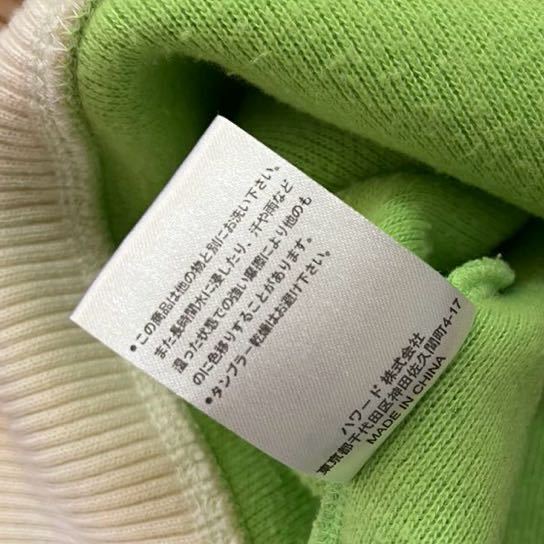 ・この商品は他の物と別にお洗い下さい。
また長時間水に浸したり、汗や雨など
湿った状態での強い摩擦により他のも
のに色移りすることがあります。
・タンブラー乾燥はお避け下さい。
ハワード 株式会社
東京都千代田区神田佐久間町4-17
MADE IN CHINA